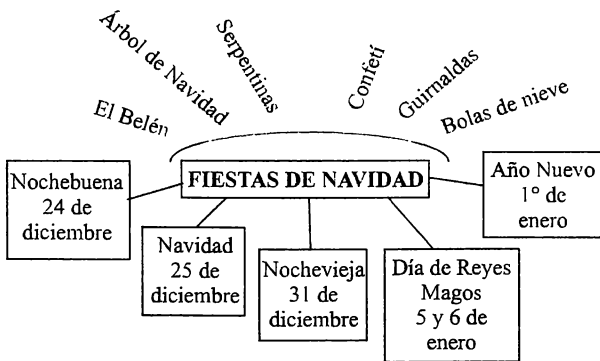 El Belén
Árbol de Navidad
Serpentinas
Confetí
Guirnaldas
Bolas de nieve
FIESTAS DE NAVIDAD
Nochebuena
24 de
diciembre
Navidad
25 de
diciembre
Nochevieja
31 de
diciembre
Día de Reyes
Magos
5 y 6 de
enero
Año Nuevo
1º de
enero